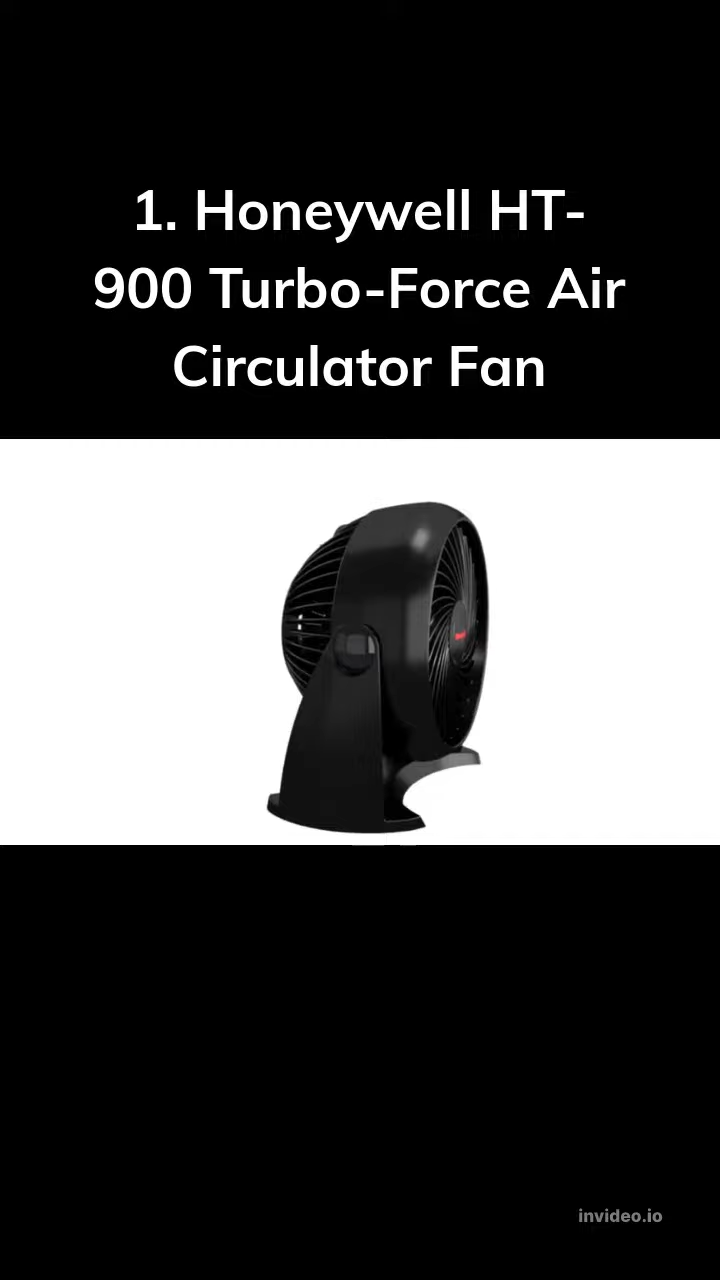 1. Honeywell HT-
900 Turbo-Force Air
Circulator Fan
invideo.io